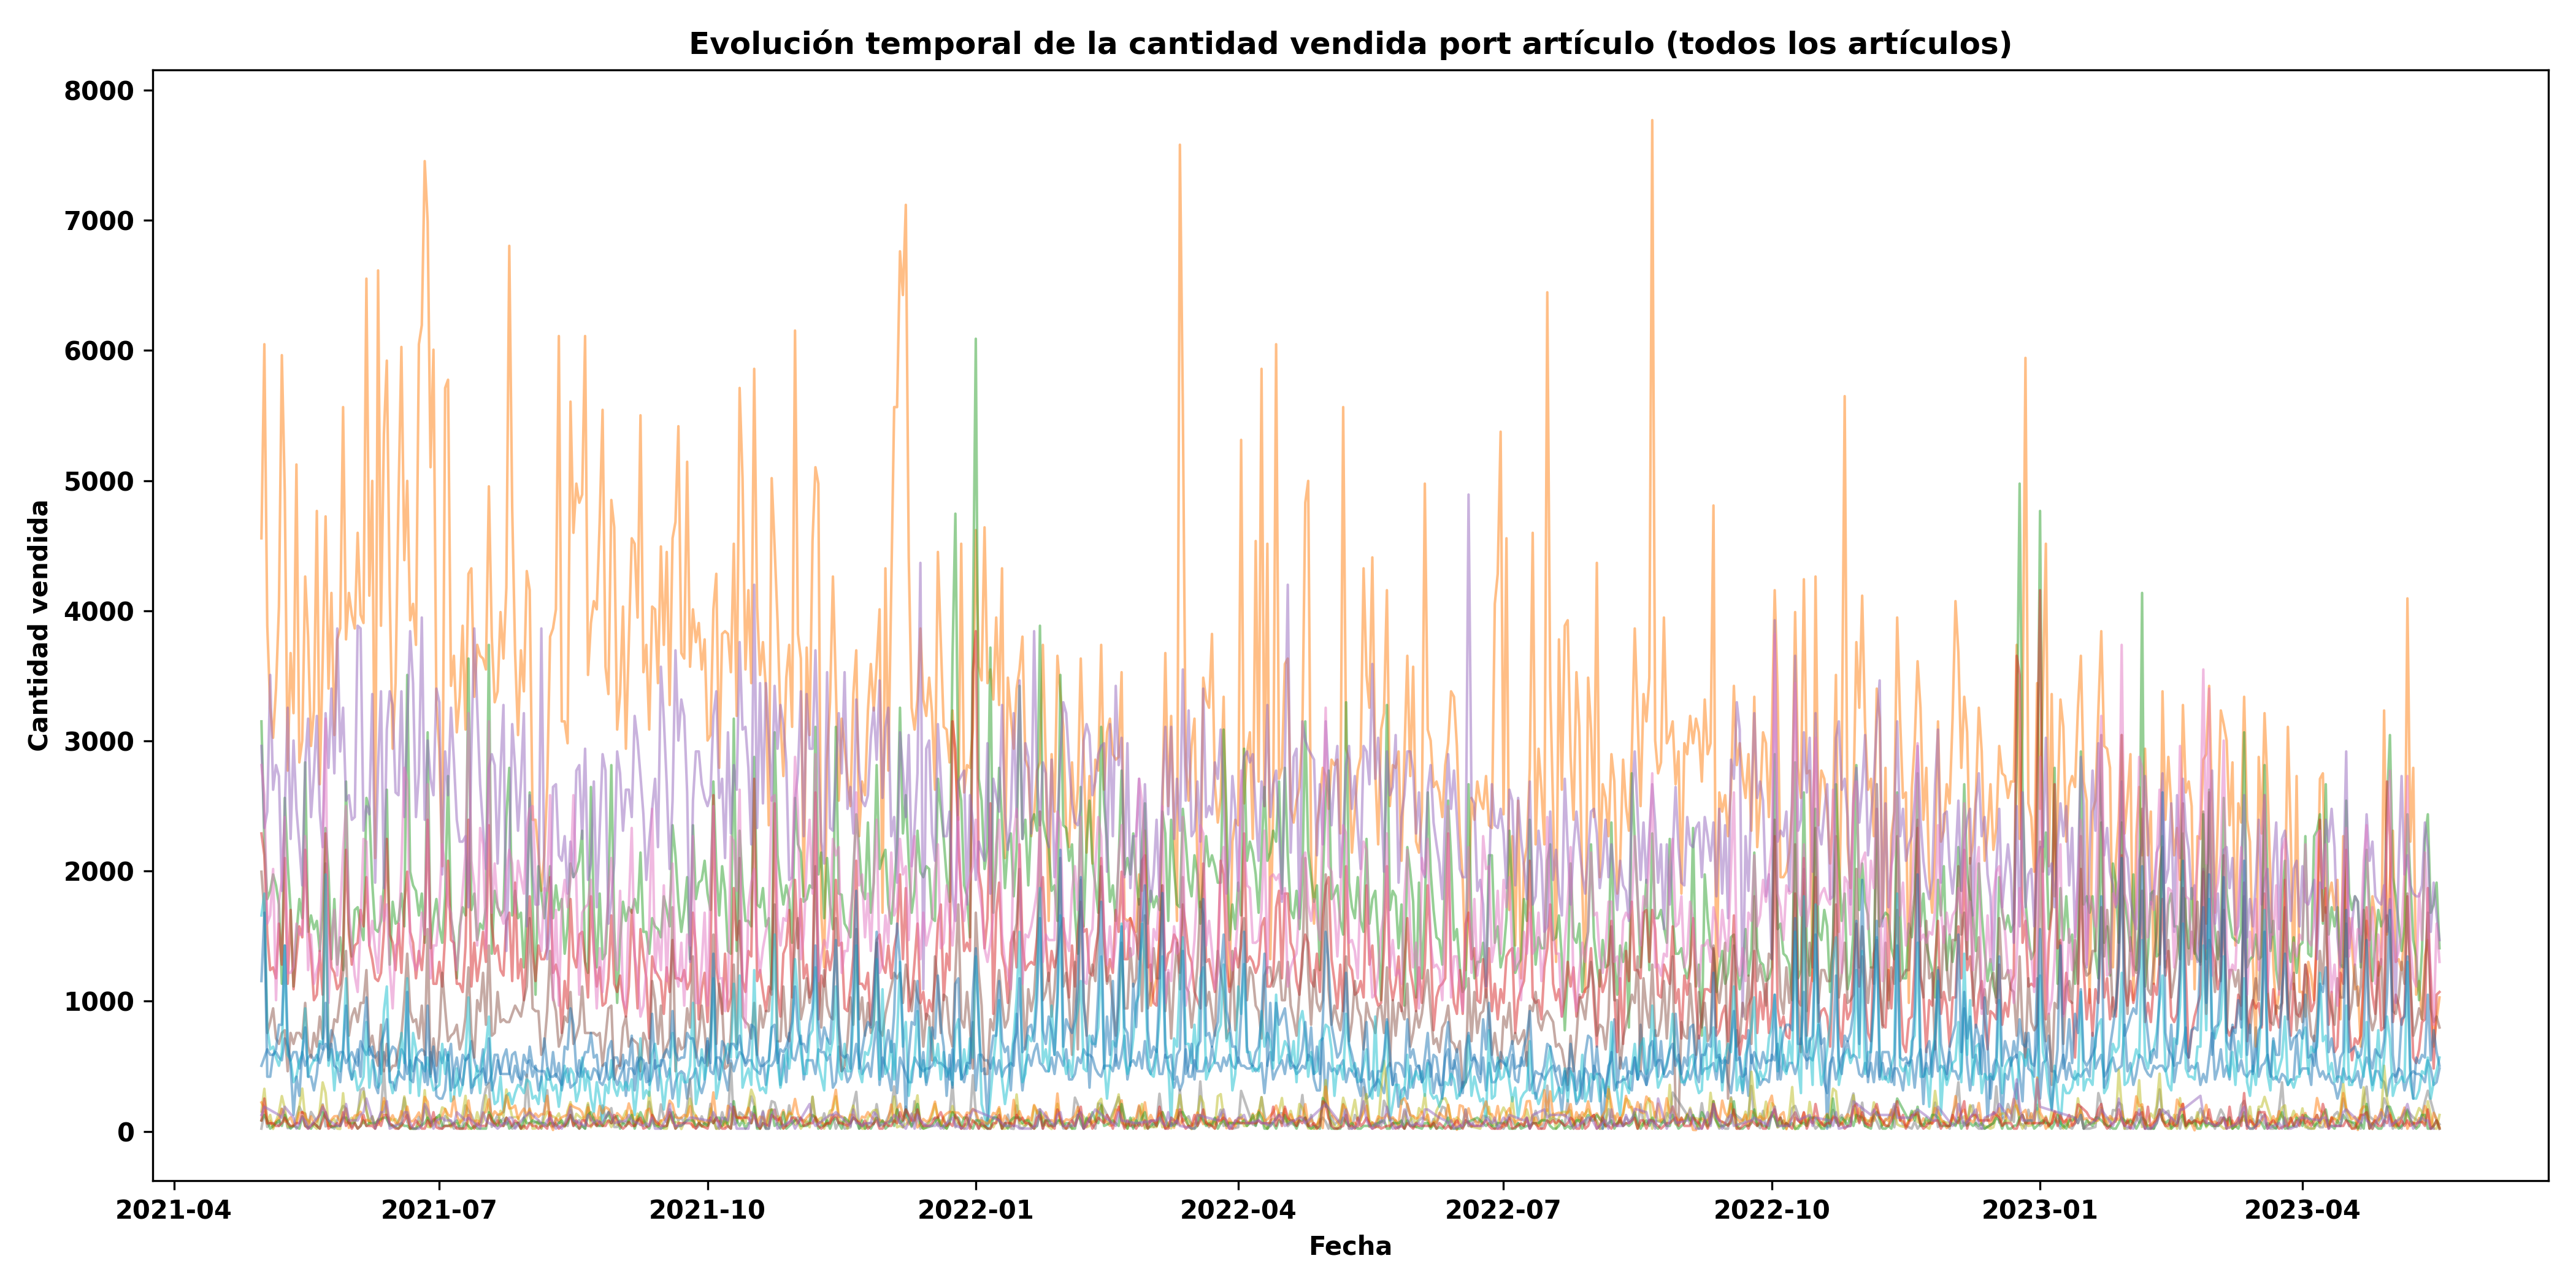 Evolución temporal de la cantidad vendida port artículo (todos los artículos)
8000
7000
6000
5000
4000
3000
2000
1000
0
Cantidad vendida
2021-04 2021-07 2021-10 2022-01 2022-04 2022-07 2022-10 2023-01 2023-04
Fecha